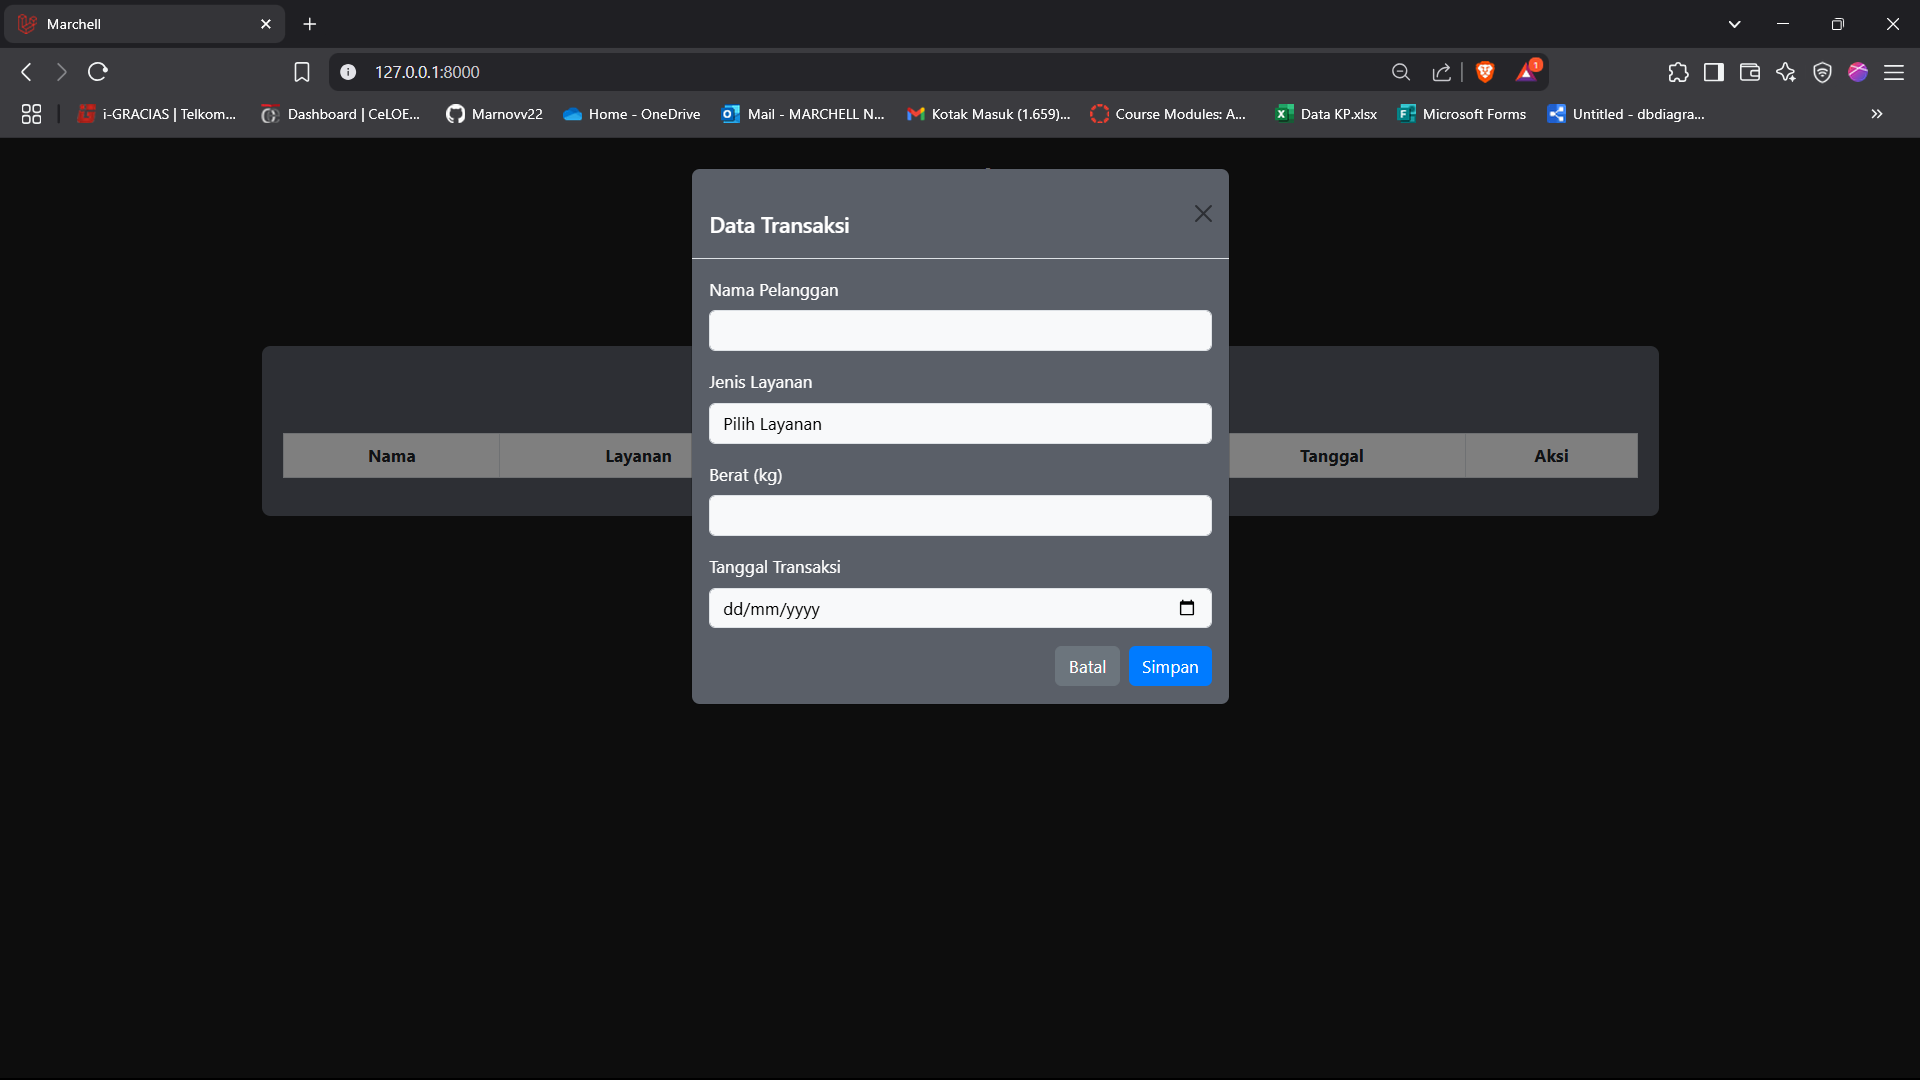 Marchell
127.0.0.1:8000
1
i-GRACIAS | Telkom...
Dashboard | CeLOE...
Marnovv22
Home - OneDrive
Mail - MARCHELL N...
Kotak Masuk (1.659)...
Course Modules: A...
Data KP.xlsx
Microsoft Forms
Untitled - dbdiagra...
Data Transaksi
Nama Pelanggan
Jenis Layanan
Pilih Layanan
Nama
Layanan
Tanggal
Aksi
Berat (kg)
Tanggal Transaksi
dd/mm/yyyy
Batal
Simpan